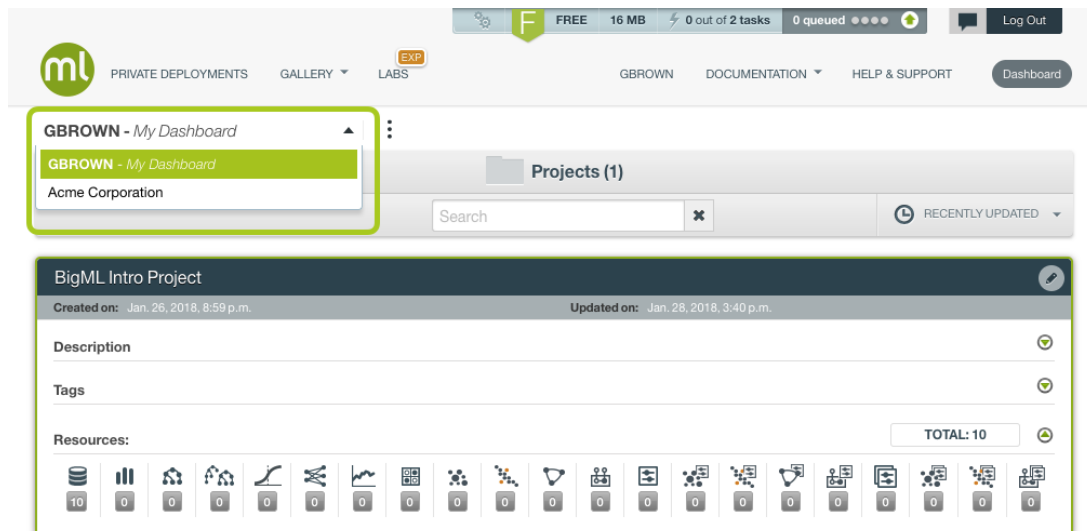 F FREE 16 MB 0 out of 2 tasks 0 queued Log Out
ml PRIVATE DEPLOYMENTS GALLERY LABS EXP GBROWN DOCUMENTATION HELP & SUPPORT Dashboard
GBROWN - My Dashboard
GBROWN - My Dashboard
Acme Corporation
Projects (1)
Search RECENTLY UPDATED
BigML Intro Project
Created on: Jan. 26, 2018, 8:59 p.m. Updated on: Jan. 28, 2018, 3:40 p.m.
Description
Tags
Resources: TOTAL: 10
10 0 0 0 0 0 0 0 0 0 0 0 0 0 0 0 0 0 0 0 0